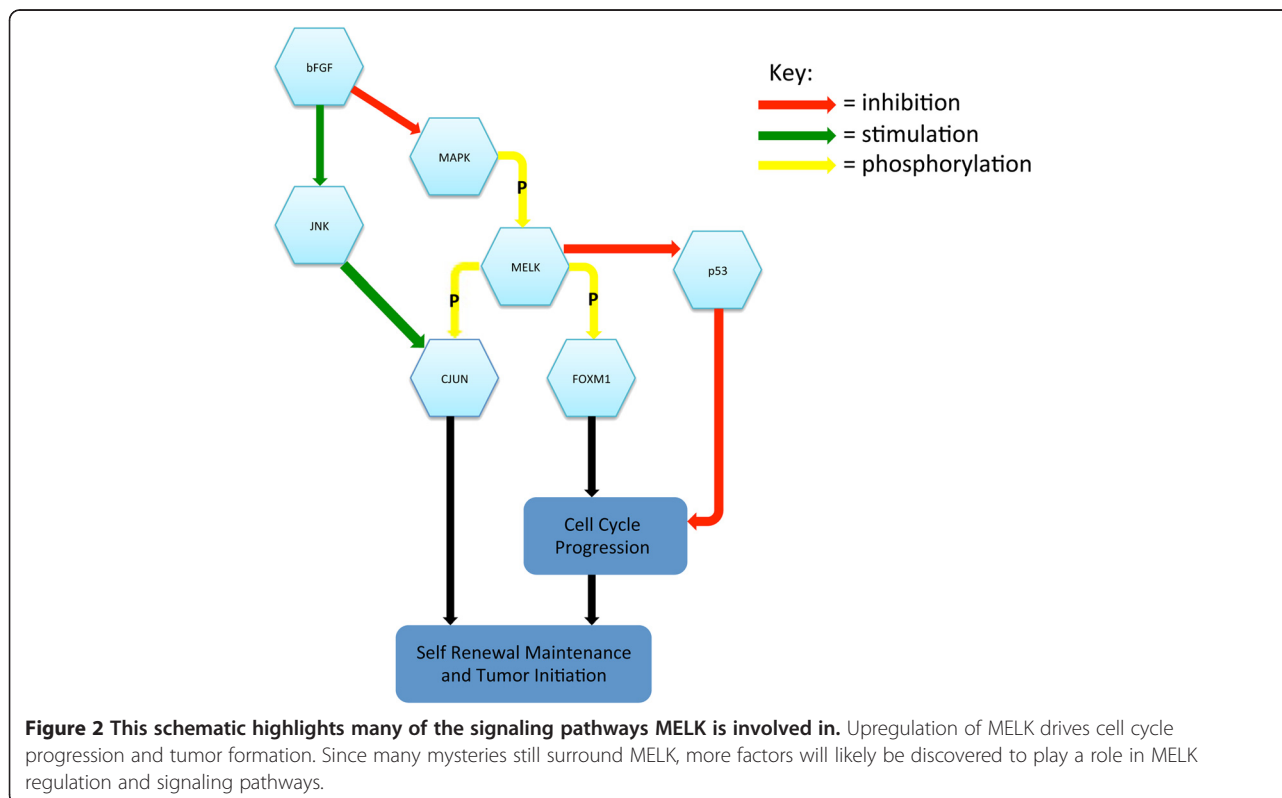 bFGF
Key:
= inhibition
= stimulation
= phosphorylation
MAPK
P
JNK
MELK
p53
P
P
CJUN
FOXM1
Cell Cycle
Progression
Self Renewal Maintenance
and Tumor Initiation
Figure 2 This schematic highlights many of the signaling pathways MELK is involved in. Upregulation of MELK drives cell cycle
progression and tumor formation. Since many mysteries still surround MELK, more factors will likely be discovered to play a role in MELK
regulation and signaling pathways.